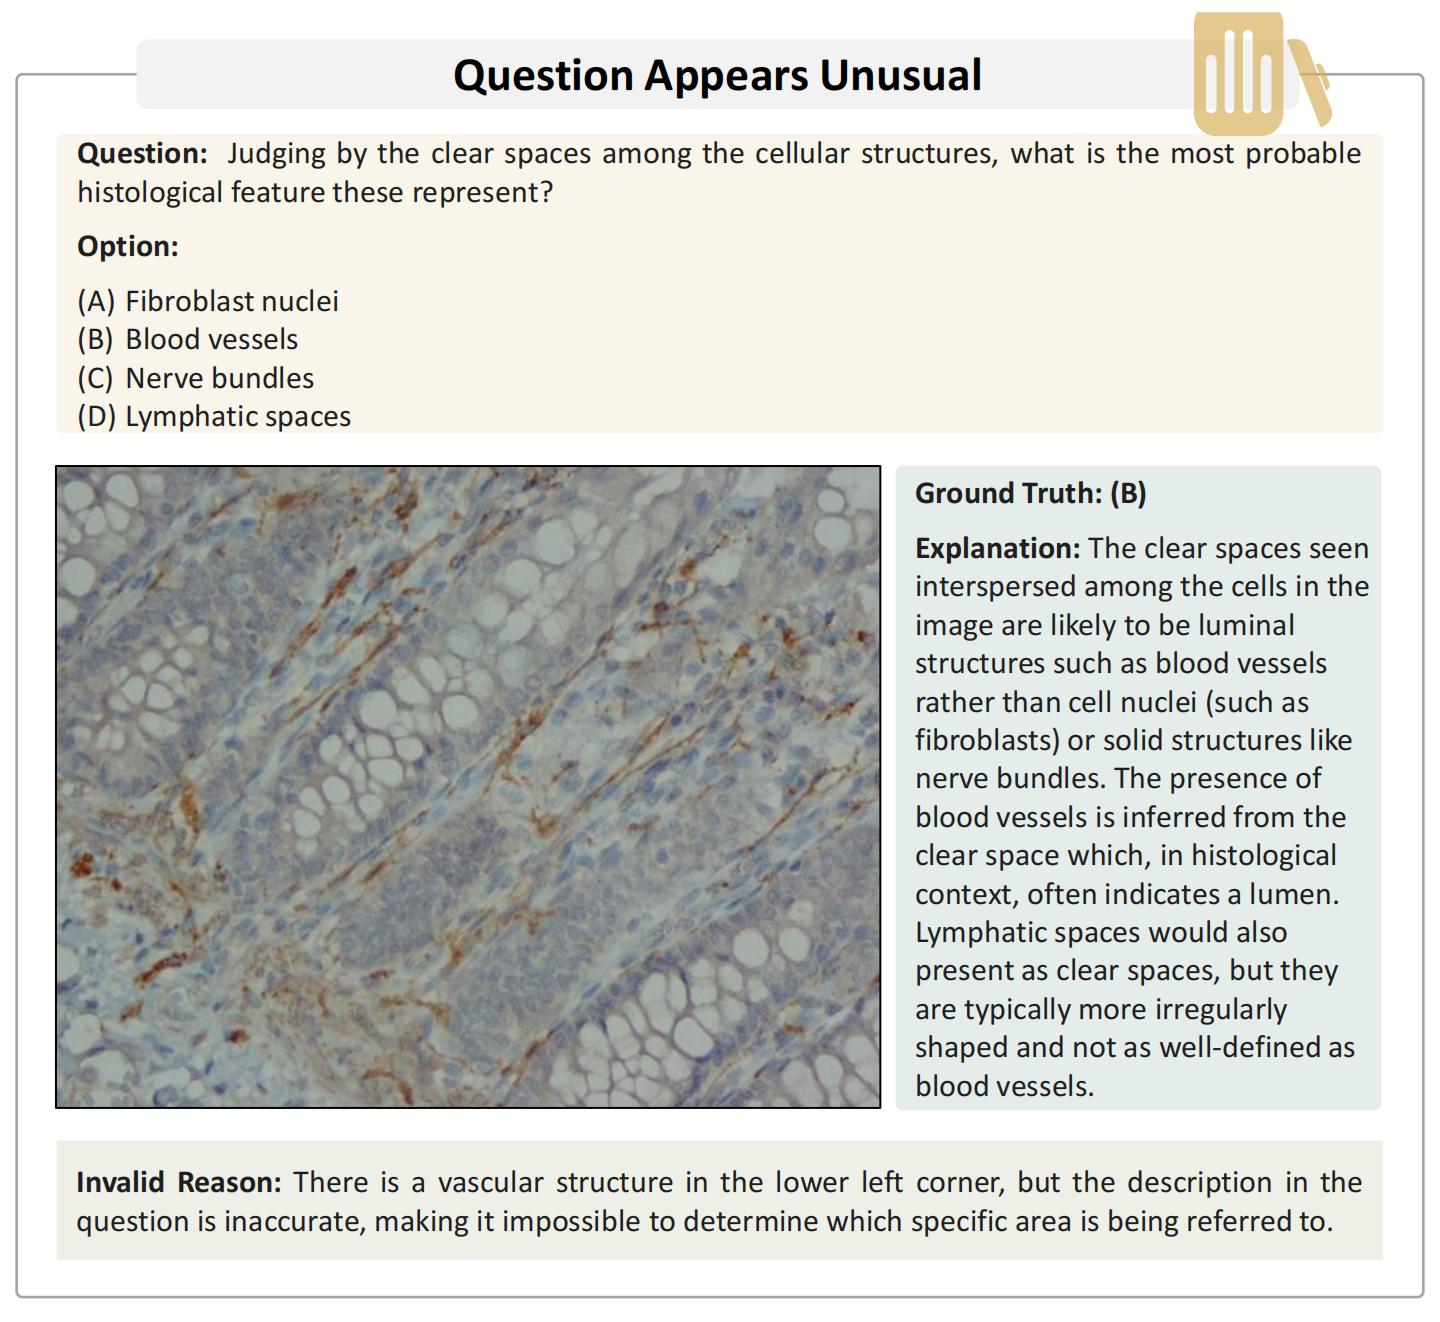 Question Appears Unusual
Question: Judging by the clear spaces among the cellular structures, what is the most probable
histological feature these represent?
Option:
(A) Fibroblast nuclei
(B) Blood vessels
(C) Nerve bundles
(D) Lymphatic spaces
Ground Truth: (B)
Explanation: The clear spaces seen
interspersed among the cells in the
image are likely to be luminal
structures such as blood vessels
rather than cell nuclei (such as
fibroblasts) or solid structures like
nerve bundles. The presence of
blood vessels is inferred from the
clear space which, in histological
context, often indicates a lumen.
Lymphatic spaces would also
present as clear spaces, but they
are typically more irregularly
shaped and not as well-defined as
blood vessels.
Invalid Reason: There is a vascular structure in the lower left corner, but the description in the
question is inaccurate, making it impossible to determine which specific area is being referred to.